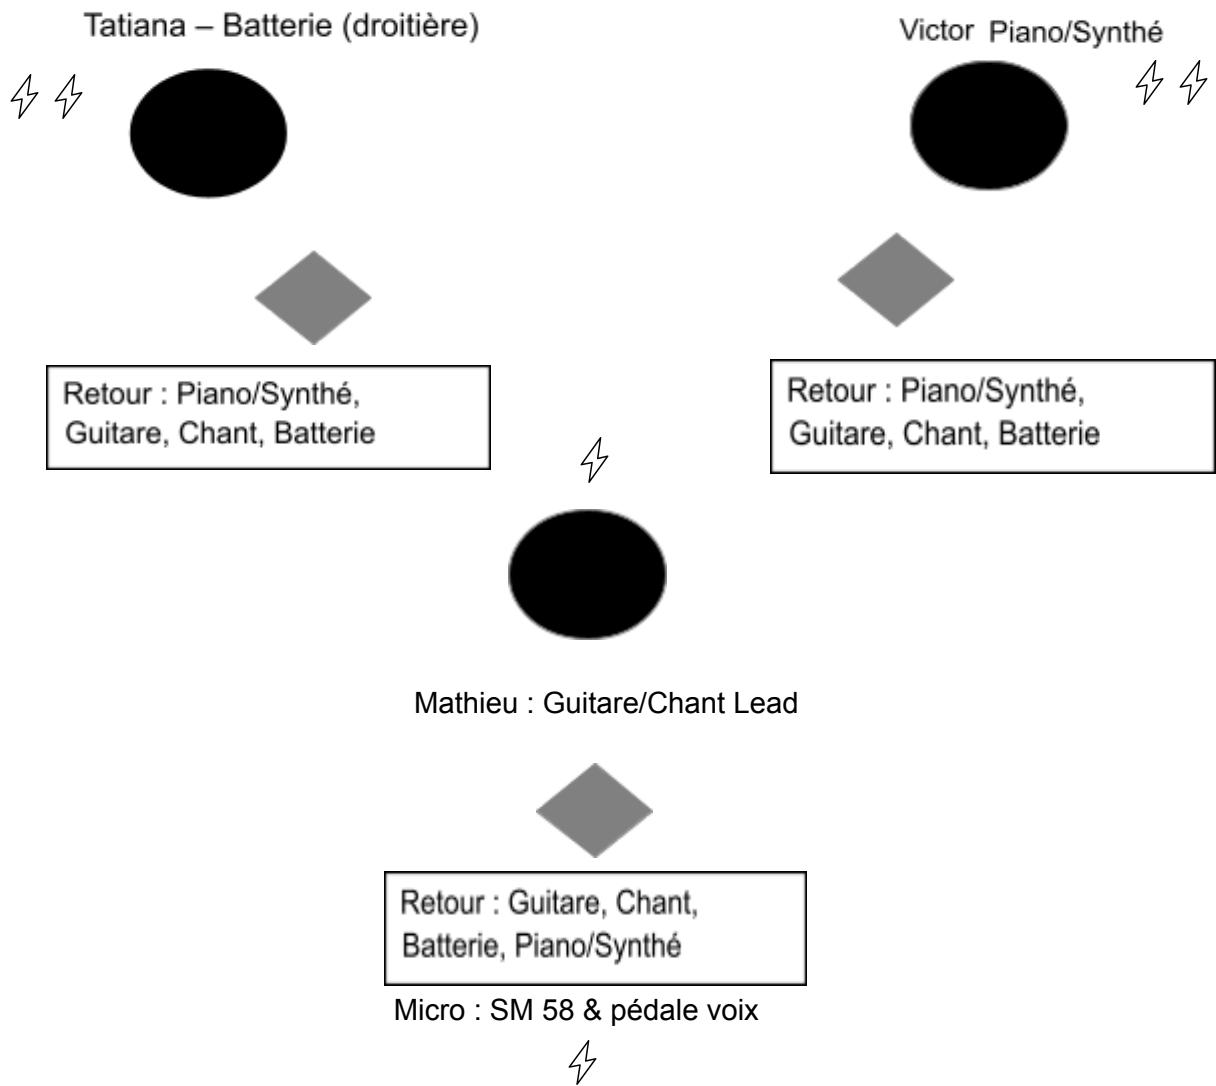 Tatiana – Batterie (droitière)
Victor Piano/Synthé
Retour : Piano/Synthé,
Guitare, Chant, Batterie
Retour : Piano/Synthé,
Guitare, Chant, Batterie
Mathieu : Guitare/Chant Lead
Retour : Guitare, Chant,
Batterie, Piano/Synthé
Micro : SM 58 & pédale voix